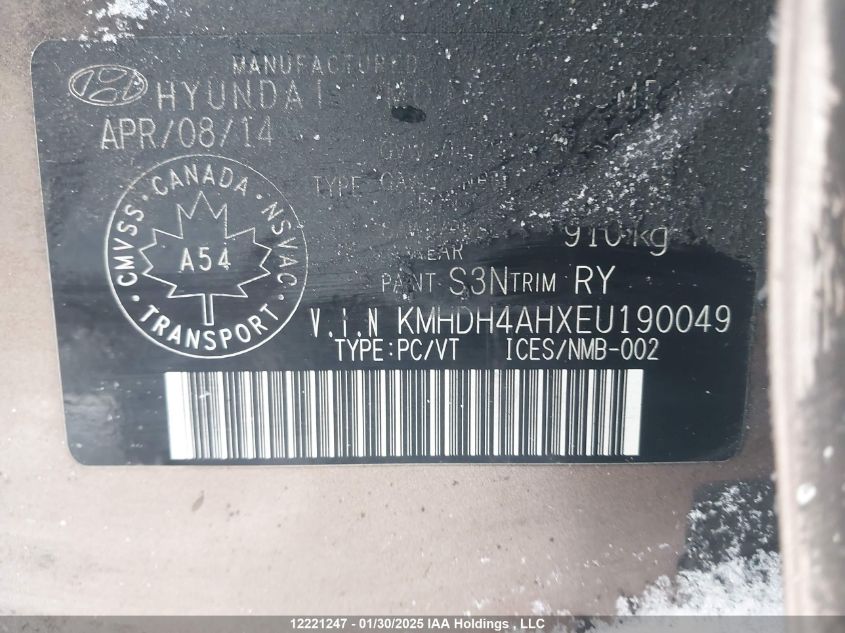 MANUFACTURED
HYUNDAI
APR/08/14
CMVSS CANADA NSVAC
A54
TRANSPORT
TYPE
910 kg
REAR
PAINT S3N TRIM RY
V.I.N KMHDH4AHXEU190049
TYPE:PC/VT ICES/NMB-002
12221247 - 01/30/2025 IAA Holdings , LLC